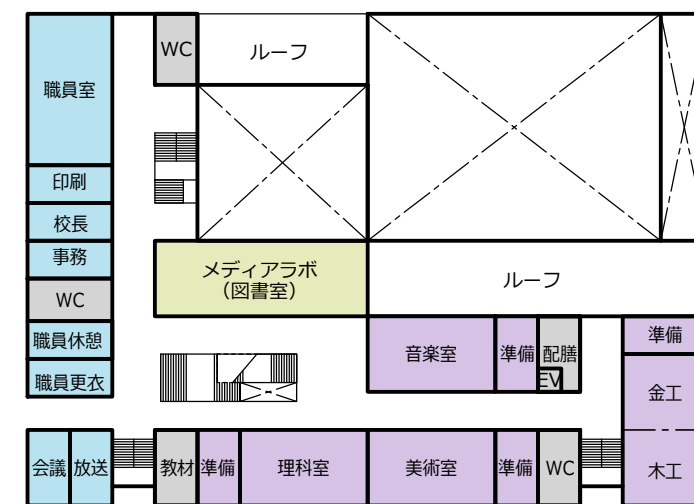 WC
ルーフ
職員室
印刷
校長
事務
メディアラボ
（図書室）
ルーフ
WC
職員休憩
音楽室
準備
配膳
準備
EV
職員更衣
金工
会議
放送
教材
準備
理科室
美術室
準備
WC
木工